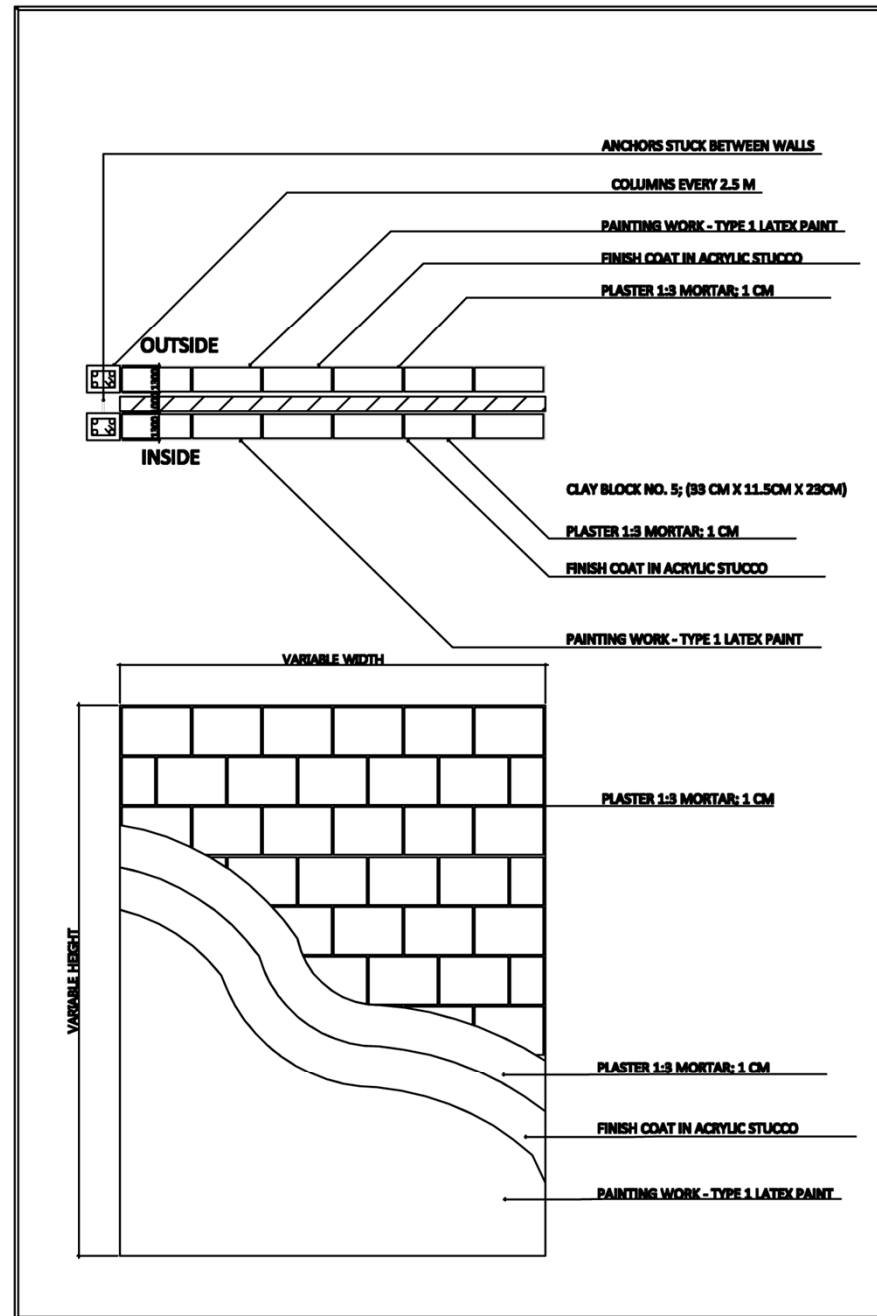 ANCHORS STUCK BETWEEN WALLS
COLUMNS EVERY 2.5 M
PAINTING WORK - TYPE 1 LATEX PAINT
FINISH COAT IN ACRYLIC STUCCO
PLASTER 1:3 MORTAR; 1 CM
OUTSIDE
1300
1300
INSIDE
CLAY BLOCK NO. 5; (33 CM X 11.5CM X 23CM)
PLASTER 1:3 MORTAR; 1 CM
FINISH COAT IN ACRYLIC STUCCO
PAINTING WORK - TYPE 1 LATEX PAINT
VARIABLE WIDTH
PLASTER 1:3 MORTAR; 1 CM
VARIABLE HEIGHT
PLASTER 1:3 MORTAR; 1 CM
FINISH COAT IN ACRYLIC STUCCO
PAINTING WORK - TYPE 1 LATEX PAINT